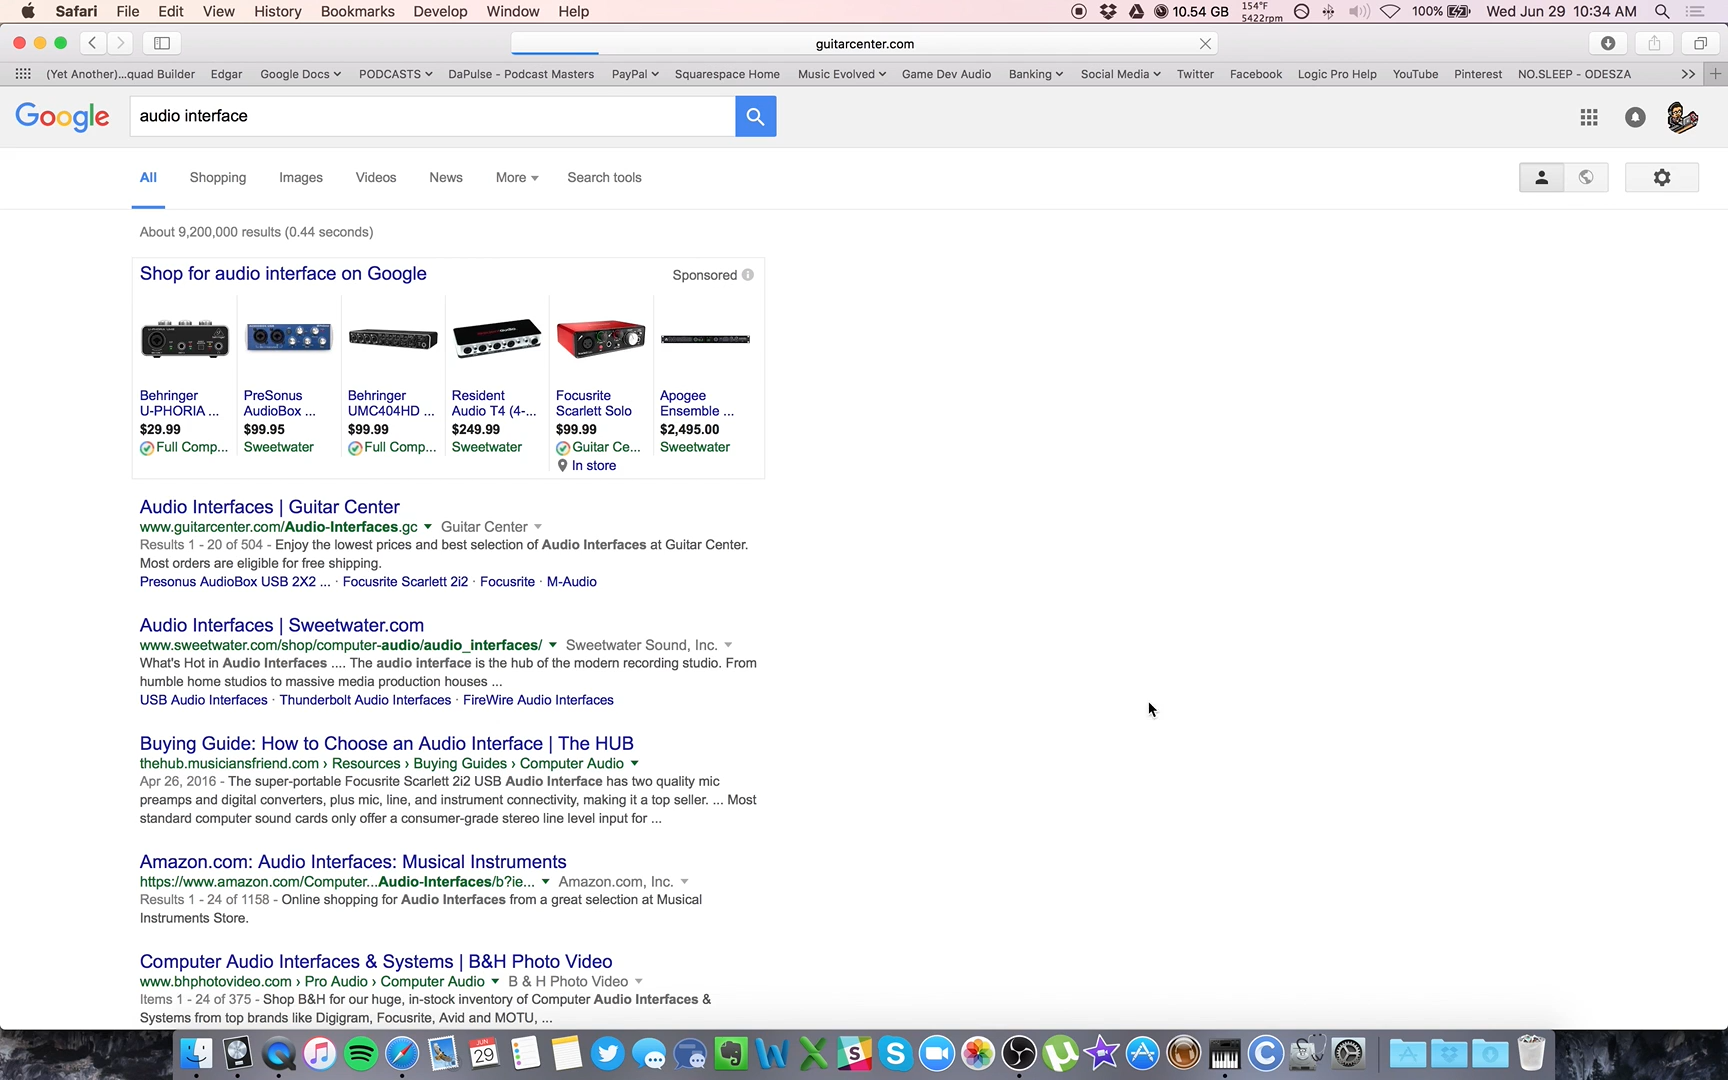 Safari File Edit View History Bookmarks Develop Window Help 10.54 GB 154°F 5422rpm 100% Wed Jun 29 10:34 AM
guitarcenter.com
(Yet Another)...quad Builder Edgar Google Docs PODCASTS DaPulse - Podcast Masters PayPal Squarespace Home Music Evolved Game Dev Audio Banking Social Media Twitter Facebook Logic Pro Help YouTube Pinterest NO.SLEEP - ODESZA
Google audio interface
All Shopping Images Videos News More Search tools
About 9,200,000 results (0.44 seconds)
Shop for audio interface on Google Sponsored
Behringer PreSonus Behringer Resident Focusrite Apogee
U-PHORIA ... AudioBox ... UMC404HD ... Audio T4 (4-... Scarlett Solo Ensemble ...
$29.99 $99.95 $99.99 $249.99 $99.99 $2,495.00
Full Comp... Sweetwater Full Comp... Sweetwater Guitar Ce... Sweetwater
In store
Audio Interfaces | Guitar Center
www.guitarcenter.com/Audio-Interfaces.gc Guitar Center
Results 1 - 20 of 504 - Enjoy the lowest prices and best selection of Audio Interfaces at Guitar Center.
Most orders are eligible for free shipping.
Presonus AudioBox USB 2X2 ... · Focusrite Scarlett 2i2 · Focusrite · M-Audio
Audio Interfaces | Sweetwater.com
www.sweetwater.com/shop/computer-audio/audio_interfaces/ Sweetwater Sound, Inc.
What's Hot in Audio Interfaces .... The audio interface is the hub of the modern recording studio. From
humble home studios to massive media production houses ...
USB Audio Interfaces · Thunderbolt Audio Interfaces · FireWire Audio Interfaces
Buying Guide: How to Choose an Audio Interface | The HUB
thehub.musiciansfriend.com › Resources › Buying Guides › Computer Audio
Apr 26, 2016 - The super-portable Focusrite Scarlett 2i2 USB Audio Interface has two quality mic
preamps and digital converters, plus mic, line, and instrument connectivity, making it a top seller. ... Most
standard computer sound cards only offer a consumer-grade stereo line level input for ...
Amazon.com: Audio Interfaces: Musical Instruments
https://www.amazon.com/Computer...Audio-Interfaces/b?ie... Amazon.com, Inc.
Results 1 - 24 of 1158 - Online shopping for Audio Interfaces from a great selection at Musical
Instruments Store.
Computer Audio Interfaces & Systems | B&H Photo Video
www.bhphotovideo.com › Pro Audio › Computer Audio B & H Photo Video
Items 1 - 24 of 375 - Shop B&H for our huge, in-stock inventory of Computer Audio Interfaces &
Systems from top brands like Digigram, Focusrite, Avid and MOTU, ...
JUN
29